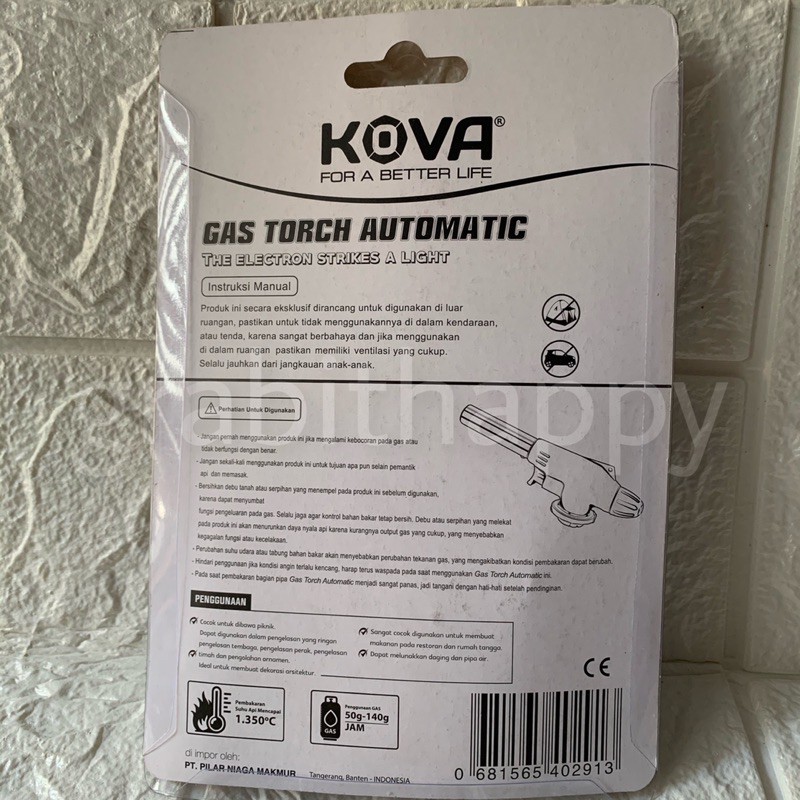 KOVA®
FOR A BETTER LIFE
GAS TORCH AUTOMATIC
THE ELECTRON STRIKES A LIGHT
Instruksi Manual
Produk ini secara eksklusif dirancang untuk digunakan di luar
ruangan, pastikan untuk tidak menggunakannya di dalam kendaraan,
atau tenda, karena sangat berbahaya dan jika menggunakan
di dalam ruangan pastikan memiliki ventilasi yang cukup.
Selalu jauhkan dari jangkauan anak-anak.
abithappy
Perhatian Untuk Digunakan
- Jangan pernah menggunakan produk ini jika mengalami kebocoran pada gas atau
tidak berfungsi dengan benar.
- Jangan sekali-kali menggunakan produk ini untuk tujuan apa pun selain pemantik
api dan memasak.
- Bersihkan debu tanah atau serpihan yang menempel pada produk ini sebelum digunakan,
karena dapat menyumbat
fungsi pengeluaran pada gas. Selalu jaga agar kontrol bahan bakar tetap bersih. Debu atau serpihan yang melekat
pada produk ini akan menurunkan daya nyala api karena kurangnya output gas yang cukup, yang menyebabkan
kegagalan fungsi atau kecelakaan.
- Perubahan suhu udara atau tabung bahan bakar akan menyebabkan perubahan tekanan gas, yang mengakibatkan kondisi pembakaran dapat berubah.
- Hindari penggunaan jika kondisi angin terlalu kencang, harap terus waspada pada saat menggunakan Gas Torch Automatic ini.
- Pada saat pembakaran bagian pipa Gas Torch Automatic menjadi sangat panas, jadi tangani dengan hati-hati setelah pendinginan.
PENGGUNAAN
Cocok untuk dibawa piknik.
Dapat digunakan dalam pengelasan yang ringan
pengelasan tembaga, pengelasan perak, pengelasan
timah dan pengolahan ornamen.
Ideal untuk membuat dekorasi arsitektur.
Sangat cocok digunakan untuk membuat
makanan pada restoran dan rumah tangga.
Dapat melunakkan daging dan pipa air.
CE
Pembakaran
Suhu Api Mencapai
1.350°C
GAS
Penggunaan GAS
50g-140g
JAM
di impor oleh:
PT. PILAR NIAGA MAKMUR
Tangerang, Banten - INDONESIA
0 681565 402913